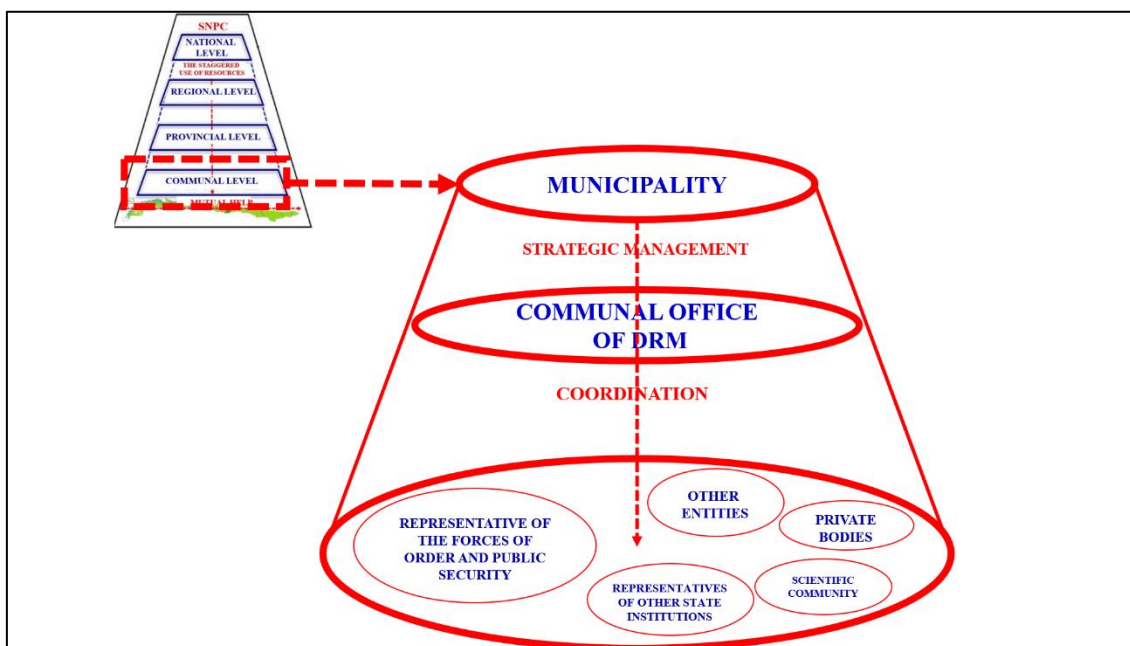 SNPC
NATIONAL LEVEL
THE STAGGERED
USE OF RESOURCES
REGIONAL LEVEL
PROVINCIAL LEVEL
COMMUNAL LEVEL
MUTUAL HELP
MUNICIPALITY
STRATEGIC MANAGEMENT
COMMUNAL OFFICE
OF DRM
COORDINATION
REPRESENTATIVE OF
THE FORCES OF
ORDER AND PUBLIC
SECURITY
OTHER
ENTITIES
PRIVATE
BODIES
REPRESENTATIVES
OF OTHER STATE
INSTITUTIONS
SCIENTIFIC
COMMUNITY